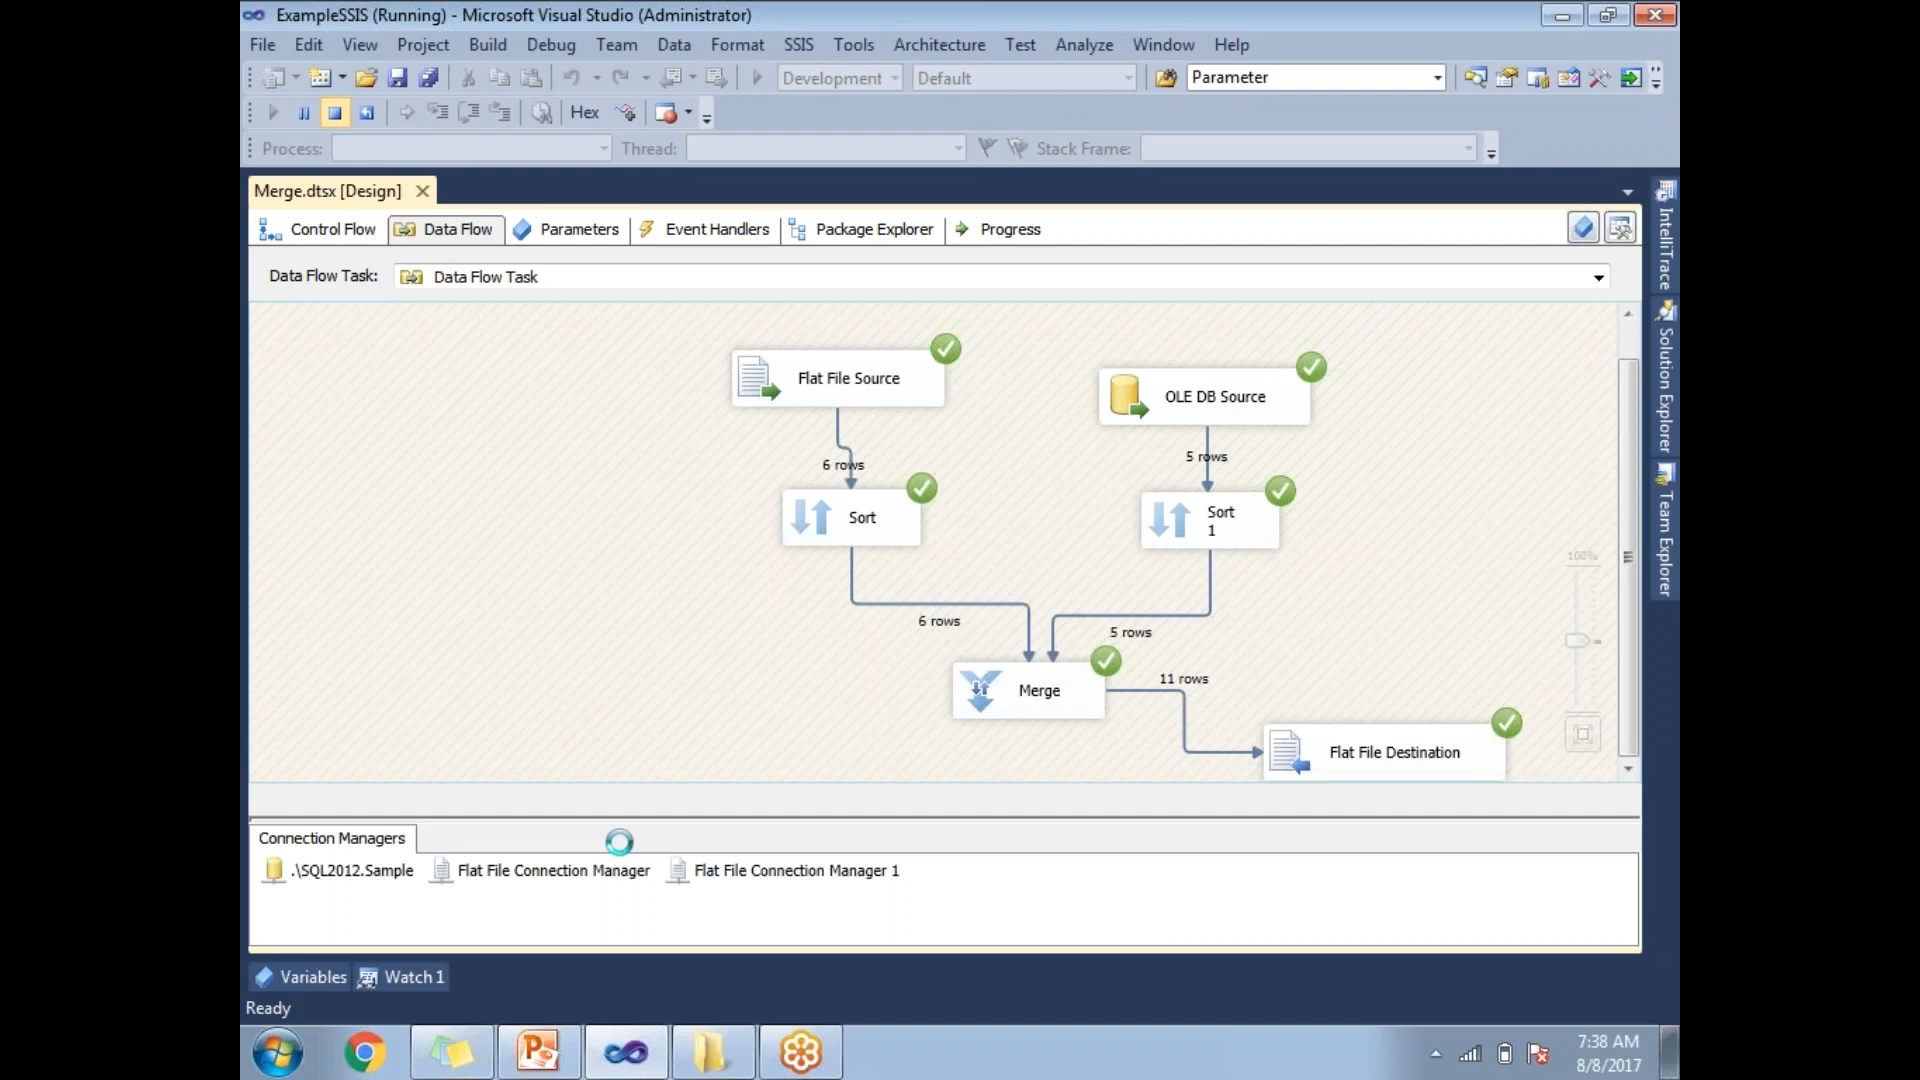 ExampleSSIS (Running) - Microsoft Visual Studio (Administrator)
File Edit View Project Build Debug Team Data Format SSIS Tools Architecture Test Analyze Window Help
Development Default Parameter
Hex
Process: Thread: Stack Frame:
Merge.dtsx [Design]
Control Flow Data Flow Parameters Event Handlers Package Explorer Progress
Data Flow Task: Data Flow Task
Flat File Source
OLE DB Source
6 rows
5 rows
Sort
Sort
1
100%
6 rows
5 rows
Merge
11 rows
Flat File Destination
IntelliTrace
Solution Explorer
Team Explorer
Connection Managers
.\SQL2012.Sample Flat File Connection Manager Flat File Connection Manager 1
Variables Watch 1
Ready
7:38 AM
8/8/2017